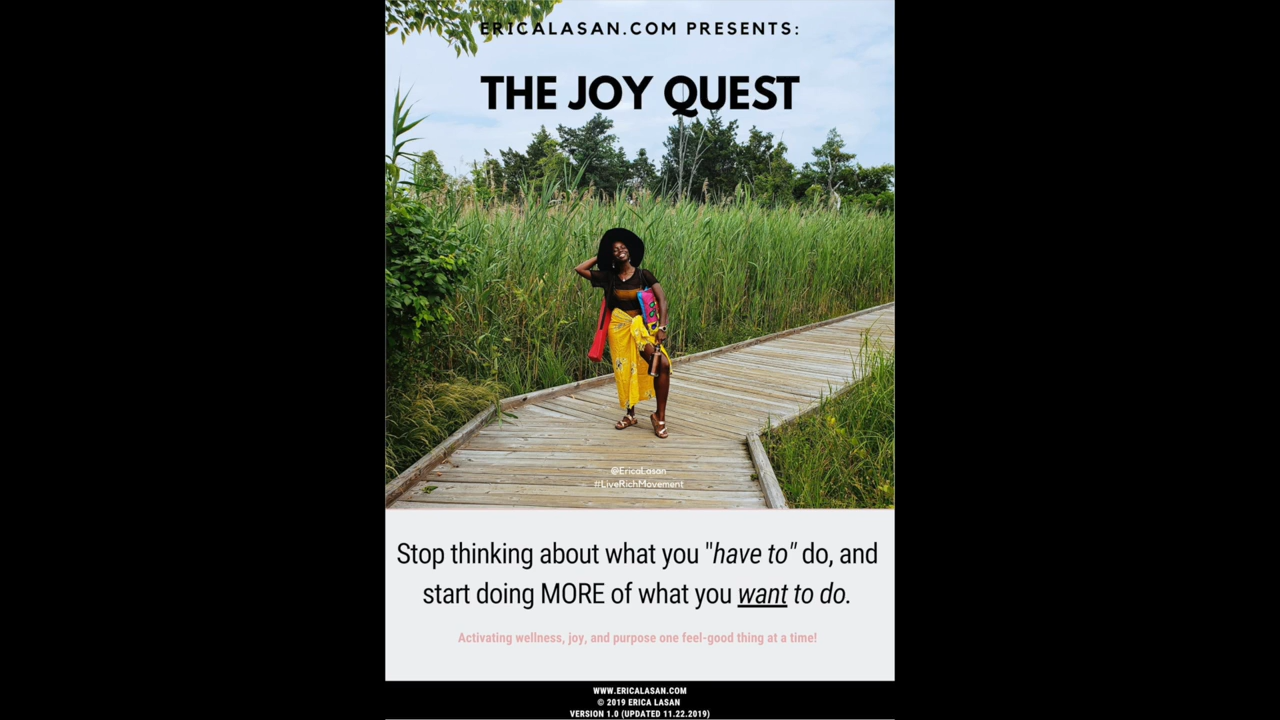 ERICALASAN.COM PRESENTS:
THE JOY QUEST
@EricaLasan
#LiveRichMovement
Stop thinking about what you "have to" do, and
start doing MORE of what you want to do.
Activating wellness, joy, and purpose one feel-good thing at a time!
WWW.ERICALASAN.COM
© 2019 ERICA LASAN
VERSION 1.0 (UPDATED 11.22.2019)